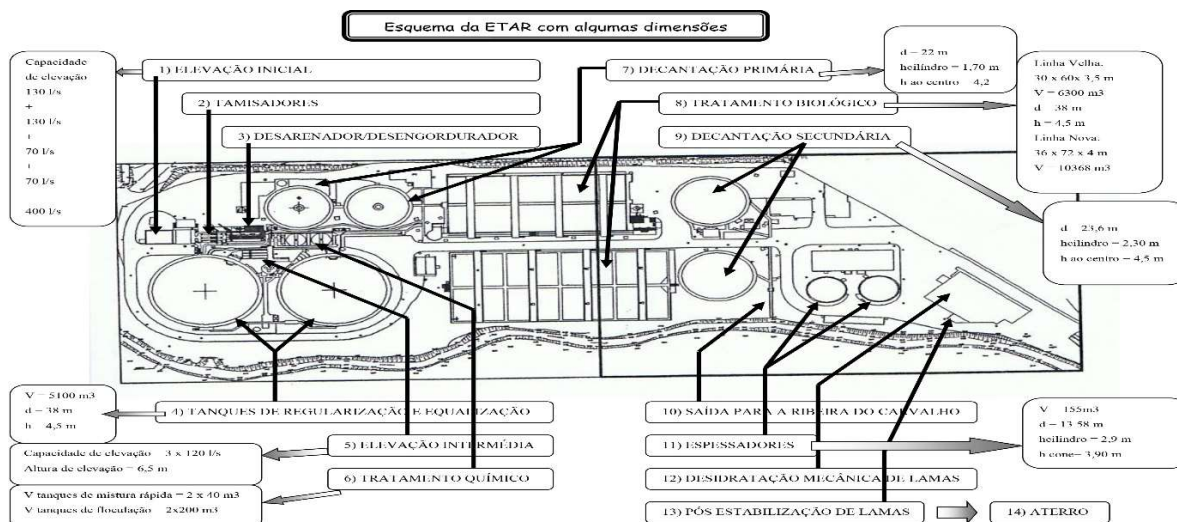 Esquema da ETAR com algumas dimensões
Capacidade
de elevação
130 l/s
+
130 l/s
+
70 l/s
+
70 l/s
400 l/s
1) ELEVAÇÃO INICIAL
2) TAMISADORES
3) DESARENADOR/DESENGORDURADOR
7) DECANTAÇÃO PRIMÁRIA
8) TRATAMENTO BIOLÓGICO
9) DECANTAÇÃO SECUNDÁRIA
d = 22 m
hcilíndro = 1,70 m
h ao centro = 4,2
Linha Velha.
30 x 60x 3,5 m
V = 6300 m3
d 38 m
h = 4,5 m
Linha Nova.
36 x 72 x 4 m
V 10368 m3
d 23,6 m
hcilíndro = 2,30 m
h ao centro = 4,5 m
V = 5100 m3
d = 38 m
h 4,5 m
4) TANQUES DE REGULARIZAÇÃO E EQUALIZAÇÃO
5) ELEVAÇÃO INTERMÉDIA
6) TRATAMENTO QUÍMICO
Capacidade de elevação 3 x 120 l/s
Altura de elevação = 6,5 m
V tanques de mistura rápida = 2 x 40 m3
V tanques de floculação 2x200 m3
10) SAÍDA PARA A RIBEIRA DO CARVALHO
11) ESPESSADORES
12) DESIDRATAÇÃO MECÂNICA DE LAMAS
13) PÓS ESTABILIZAÇÃO DE LAMAS
14) ATERRO
V 155m3
d = 13 58 m
hcilindro = 2,9 m
h cone= 3,90 m